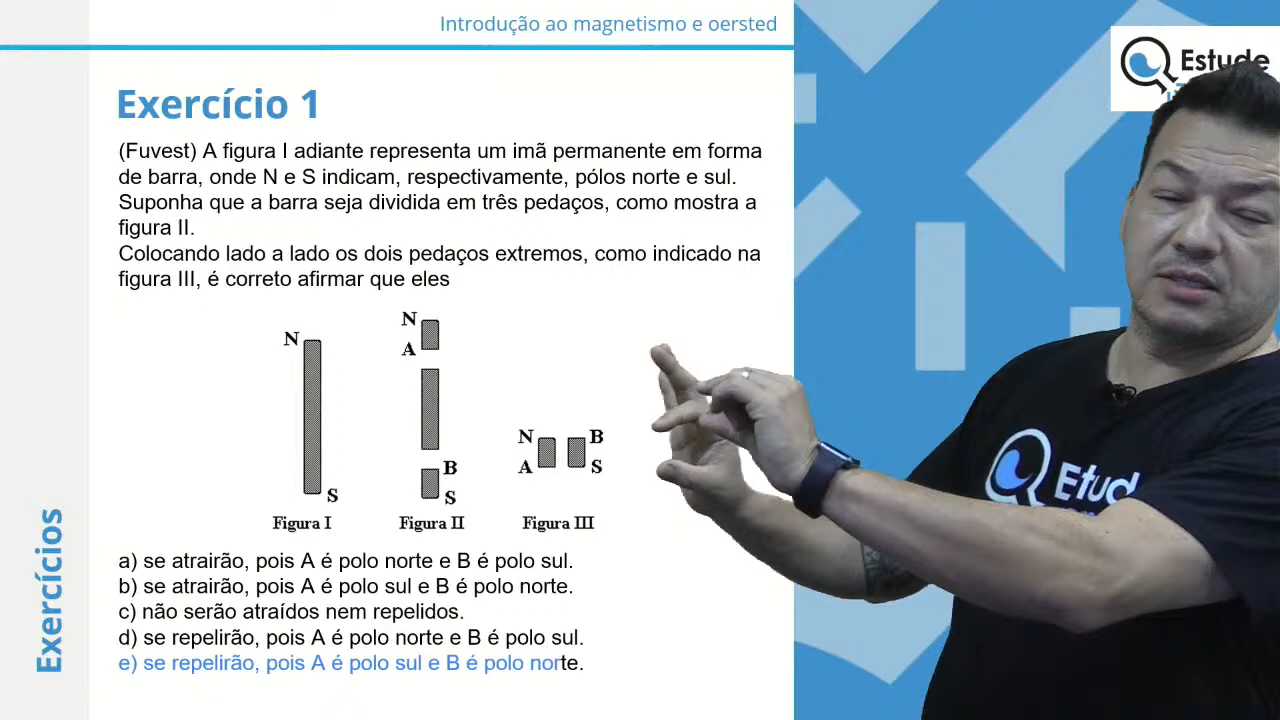 Introdução ao magnetismo e oersted
Estude
Exercício 1
(Fuvest) A figura I adiante representa um imã permanente em forma
de barra, onde N e S indicam, respectivamente, pólos norte e sul.
Suponha que a barra seja dividida em três pedaços, como mostra a
figura II.
Colocando lado a lado os dois pedaços extremos, como indicado na
figura III, é correto afirmar que eles
N
S
Figura I
N
A
B
S
Figura II
N B
A S
Figura III
a) se atrairão, pois A é polo norte e B é polo sul.
b) se atrairão, pois A é polo sul e B é polo norte.
c) não serão atraídos nem repelidos.
d) se repelirão, pois A é polo norte e B é polo sul.
e) se repelirão, pois A é polo sul e B é polo norte.
Exercícios